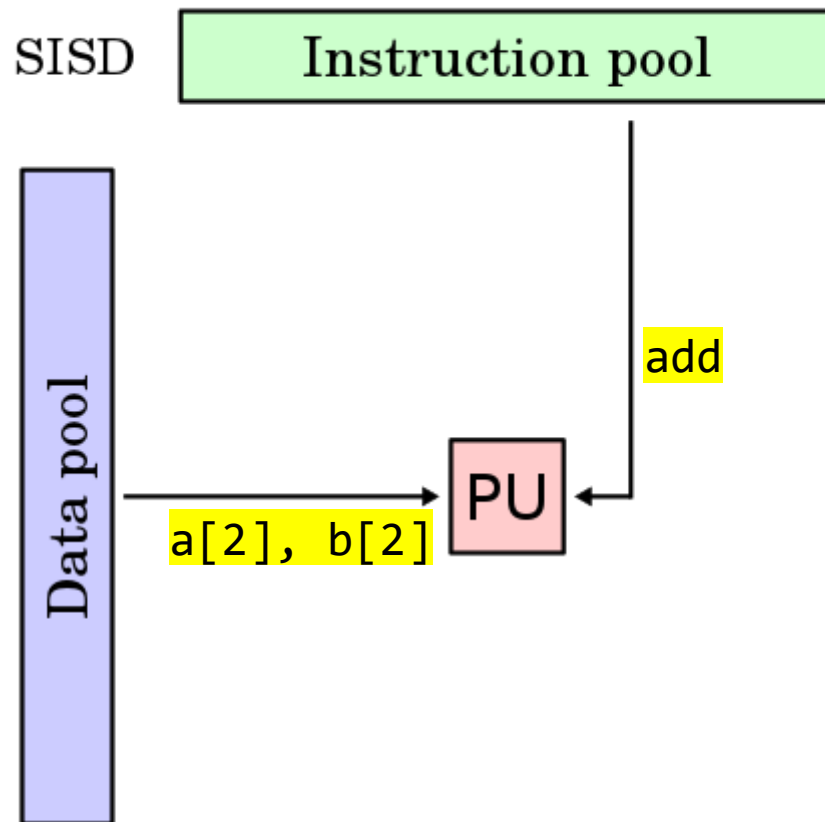 SISD
Instruction pool
add
Data pool
PU
a[2], b[2]